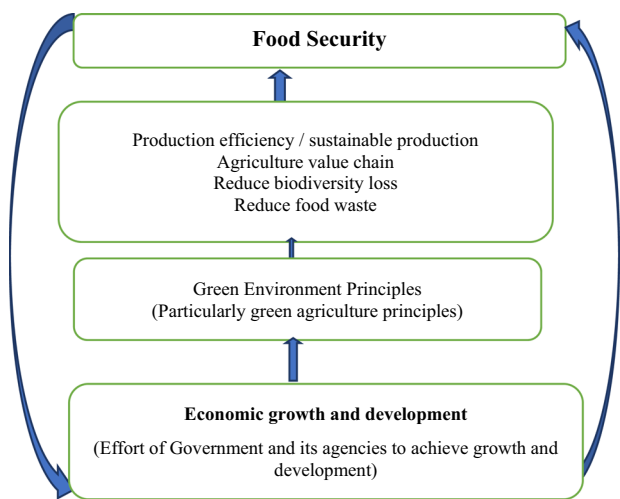 Food Security
Production efficiency / sustainable production
Agriculture value chain
Reduce biodiversity loss
Reduce food waste
Green Environment Principles
(Particularly green agriculture principles)
Economic growth and development
(Effort of Government and its agencies to achieve growth and
development)